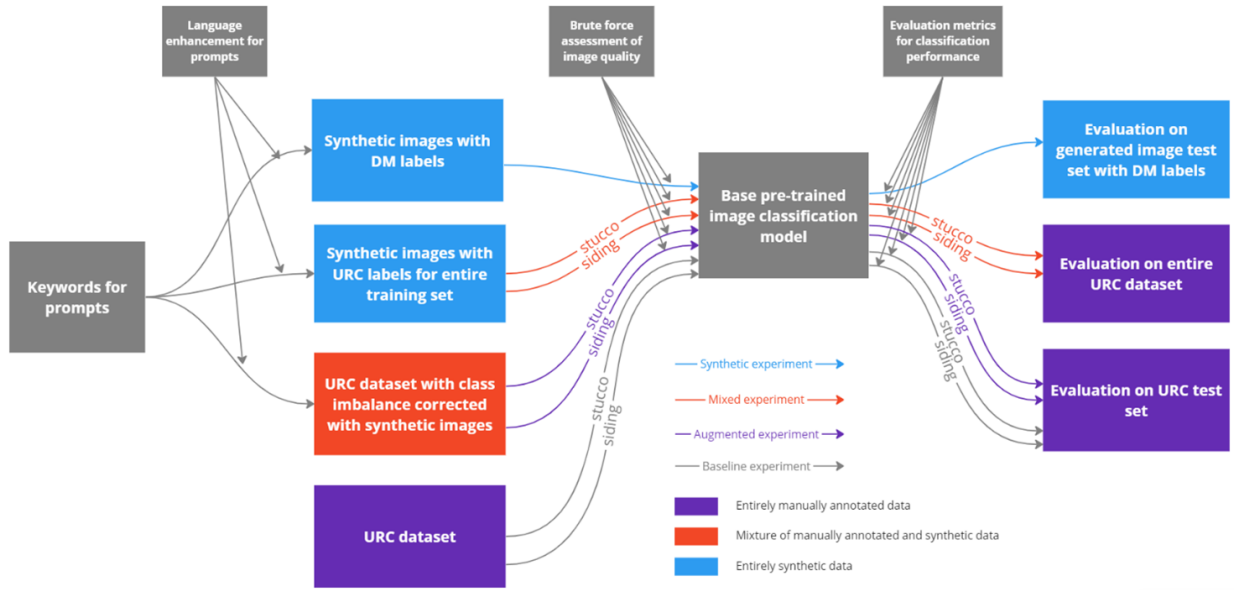 Language
enhancement for
prompts
Brute force
assessment of
image quality
Evaluation metrics
for classification
performance
Synthetic images with
DM labels
Evaluation on
generated image test
set with DM labels
Base pre-trained
image classification
model
Synthetic images with
URC labels for entire
training set
stucco
siding
stucco
siding
Evaluation on entire
URC dataset
Keywords for
prompts
stucco
siding
stucco
siding
URC dataset with class
imbalance corrected
with synthetic images
stucco
siding
stucco
siding
Evaluation on URC test
set
Synthetic experiment
Mixed experiment
Augmented experiment
Baseline experiment
URC dataset
Entirely manually annotated data
Mixture of manually annotated and synthetic data
Entirely synthetic data